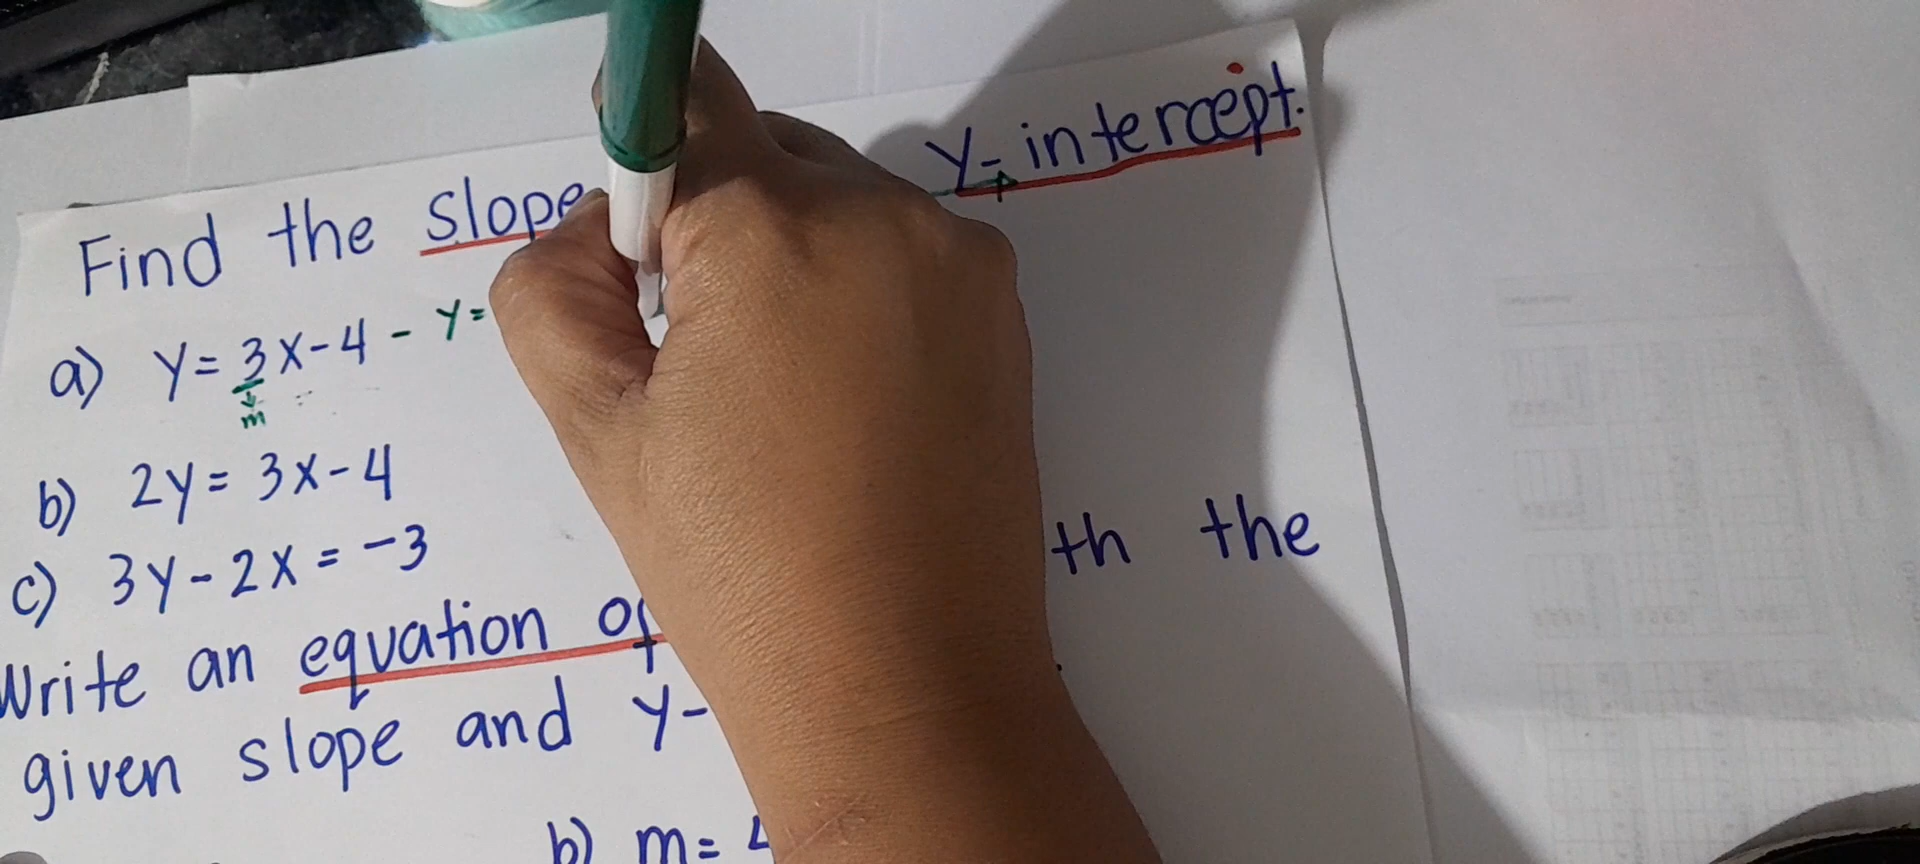 Find the slope y-intercept.
a) y = 3x - 4 - y =
m
b) 2y = 3x - 4
c) 3y - 2x = -3
Write an equation of th the
given slope and y-
b) m =